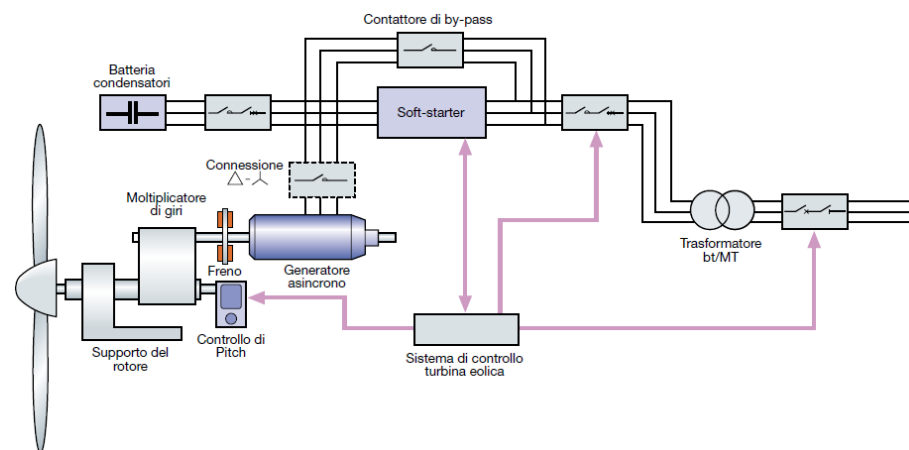 Contattore di by-pass
Batteria
condensatori
Soft-starter
Connessione
Moltiplicatore
di giri
Freno
Generatore
asincrono
Trasformatore
bt/MT
Supporto del
rotore
Controllo di
Pitch
Sistema di controllo
turbina eolica